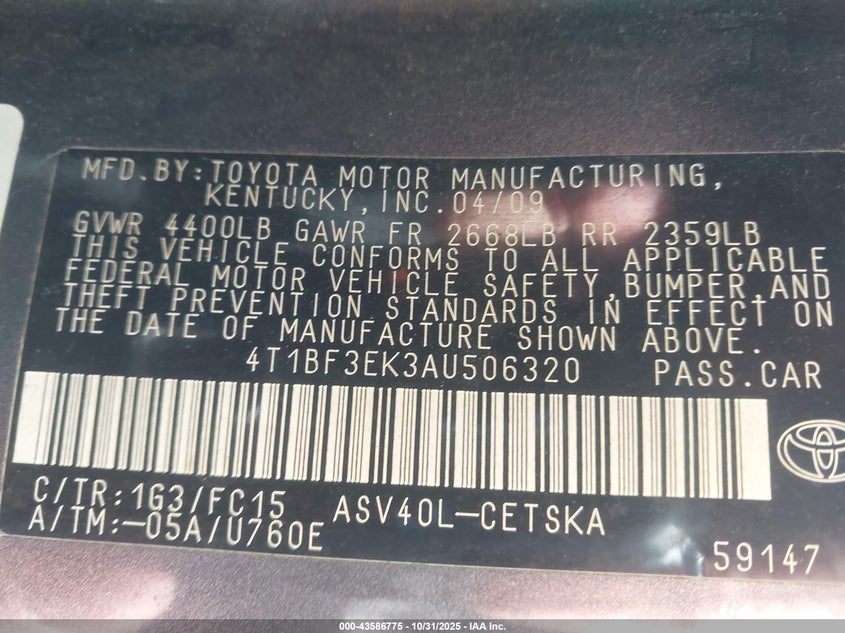 MFD.BY:TOYOTA MOTOR MANUFACTURING,
KENTUCKY,INC.04/09
GVWR 4400LB GAWR FR 2668LB RR 2359LB
THIS VEHICLE CONFORMS TO ALL APPLICABLE
FEDERAL MOTOR VEHICLE SAFETY,BUMPER,AND
THEFT PREVENTION STANDARDS IN EFFECT ON
THE DATE OF MANUFACTURE SHOWN ABOVE.
4T1BF3EK3AU506320 PASS.CAR
C/TR:1G3/FC15 ASV40L-CETSKA
A/TM:-05A/U760E
59147
000-43586775 - 10/31/2025 - IAA Inc.